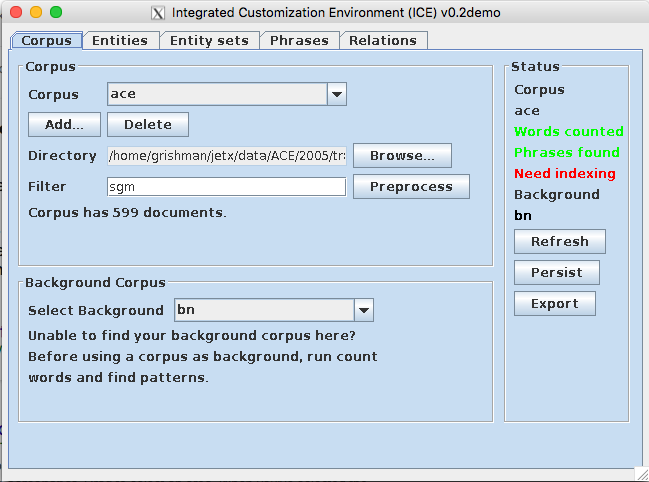 Integrated Customization Environment (ICE) v0.2demo
Corpus Entities Entity sets Phrases Relations
Corpus
Corpus ace
Add... Delete
Directory /home/grishman/jetx/data/ACE/2005/tr Browse...
Filter sgm Preprocess
Corpus has 599 documents.
Background Corpus
Select Background bn
Unable to find your background corpus here?
Before using a corpus as background, run count
words and find patterns.
Status
Corpus
ace
Words counted
Phrases found
Need indexing
Background
bn
Refresh
Persist
Export